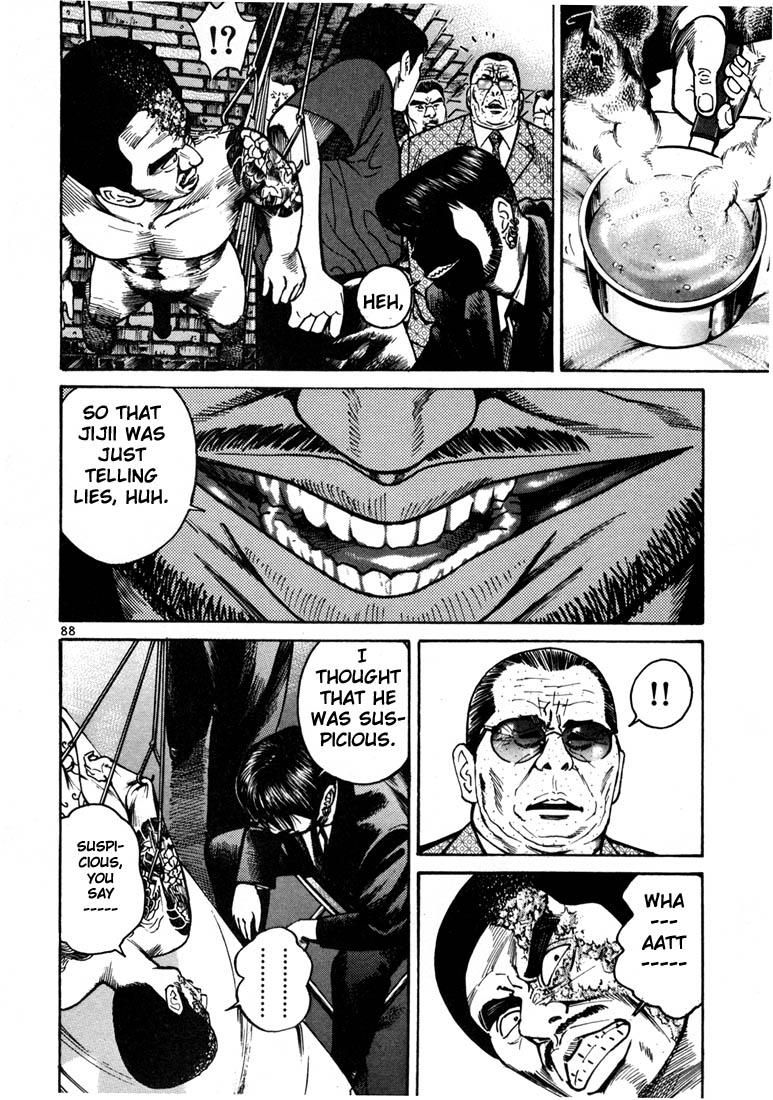 !?
HEH,
SO THAT
JIJII WAS
JUST
TELLING
LIES, HUH.
88
!!
I
THOUGHT
THAT HE
WAS SUS-
PICIOUS.
WHA
---
AATT
-----
SUSPI-
CIOUS,
YOU
SAY
-----
………
………